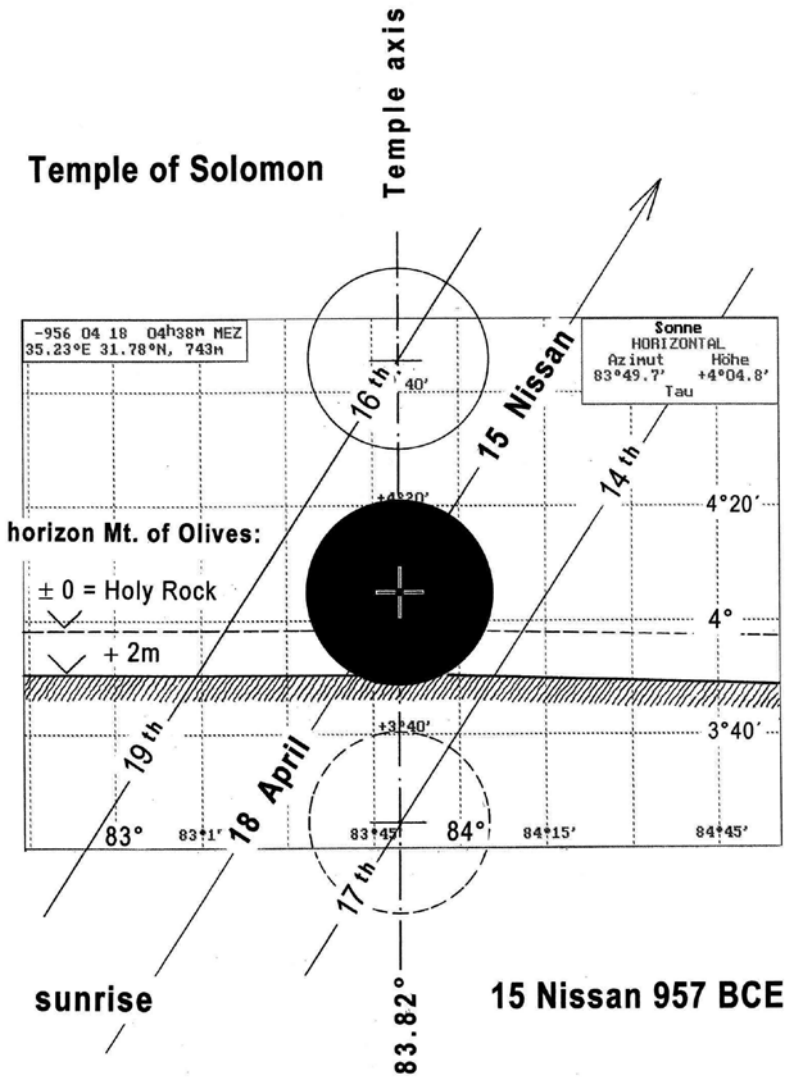 Temple axis
Temple of Solomon
-956 04 18 04h38m MEZ
35.23°E 31.78°N, 743m
Sonne
HORIZONTAL
Azimut Höhe
83°49.7' +4°04.8'
Tau
40'
16th
15 Nissan
14th
+4°20'
4°20'
horizon Mt. of Olives:
± 0 = Holy Rock
4°
+ 2m
+3°40'
3°40'
19th
18 April
17th
83°
83°1'
83°45'
84°
84°15'
84°45'
sunrise
83.82°
15 Nissan 957 BCE